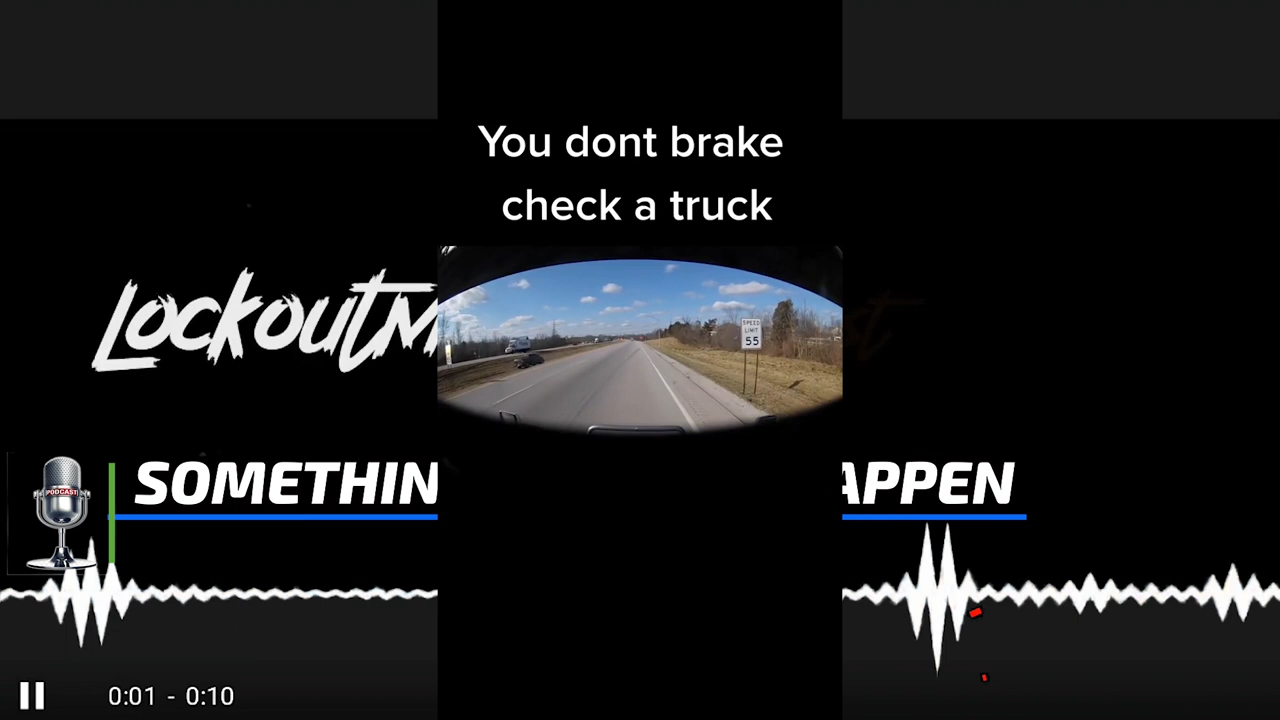 You dont brake
check a truck
LockoutM
SPEED
LIMIT
55
SOMETHIN
APPEN
PODCAST
0:01 - 0:10